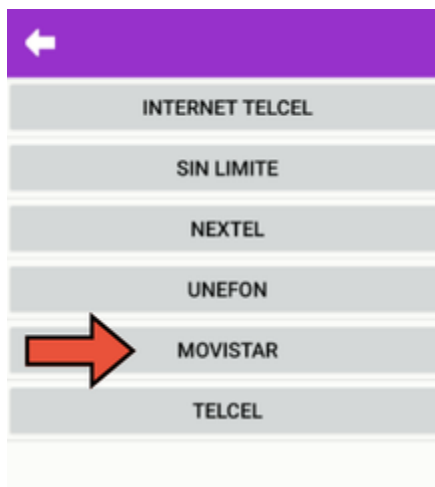 INTERNET TELCEL
SIN LIMITE
NEXTEL
UNEFON
MOVISTAR
TELCEL